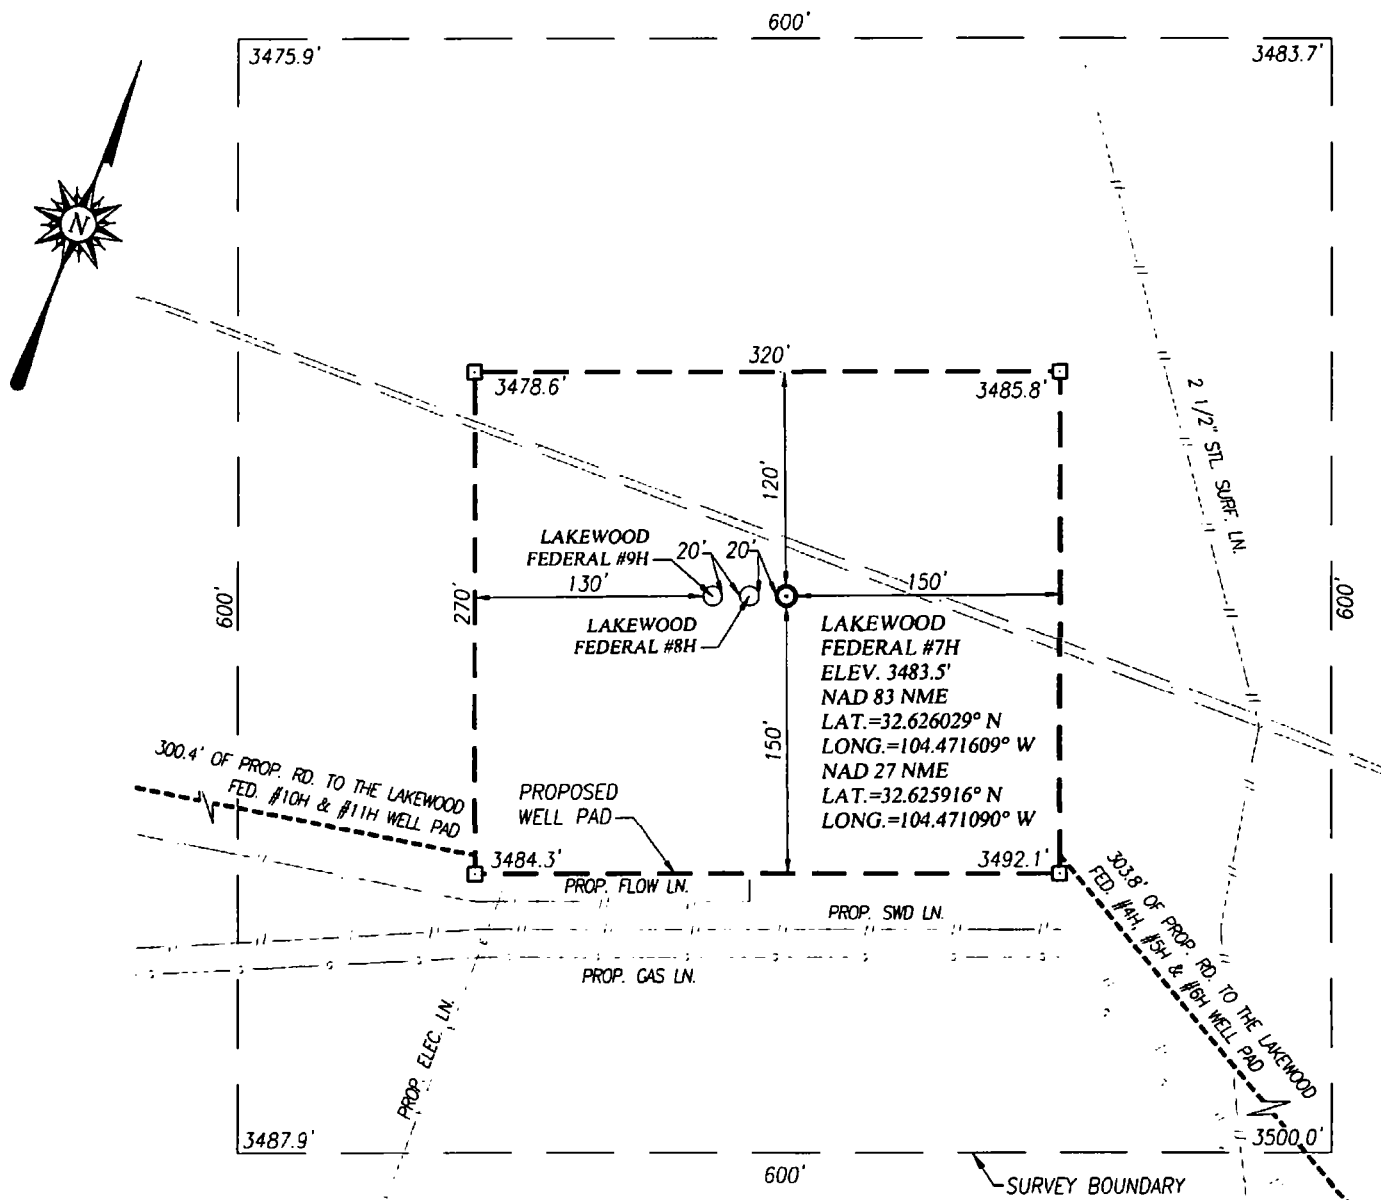 600'
3475.9'
3483.7'
N
320'
3478.6'
3485.8'
2 1/2" STL. SURF. LN.
120'
LAKEWOOD
FEDERAL #9H
20'
20'
130'
150'
600'
270'
600'
LAKEWOOD
FEDERAL #8H
LAKEWOOD
FEDERAL #7H
ELEV. 3483.5'
NAD 83 NME
LAT.=32.626029° N
LONG.=104.471609° W
NAD 27 NME
LAT.=32.625916° N
LONG.=104.471090° W
150'
300.4' OF PROP. RD. TO THE LAKEWOOD
FED. #10H & #11H WELL PAD
PROPOSED
WELL PAD
3484.3'
3492.1'
PROP. FLOW LN.
PROP. SWD LN.
303.8' OF PROP. RD. TO THE LAKEWOOD
FED. #4H, #5H & #6H WELL PAD
PROP. GAS LN.
PROP. ELEC. LN.
3487.9'
3500.0'
600'
SURVEY BOUNDARY